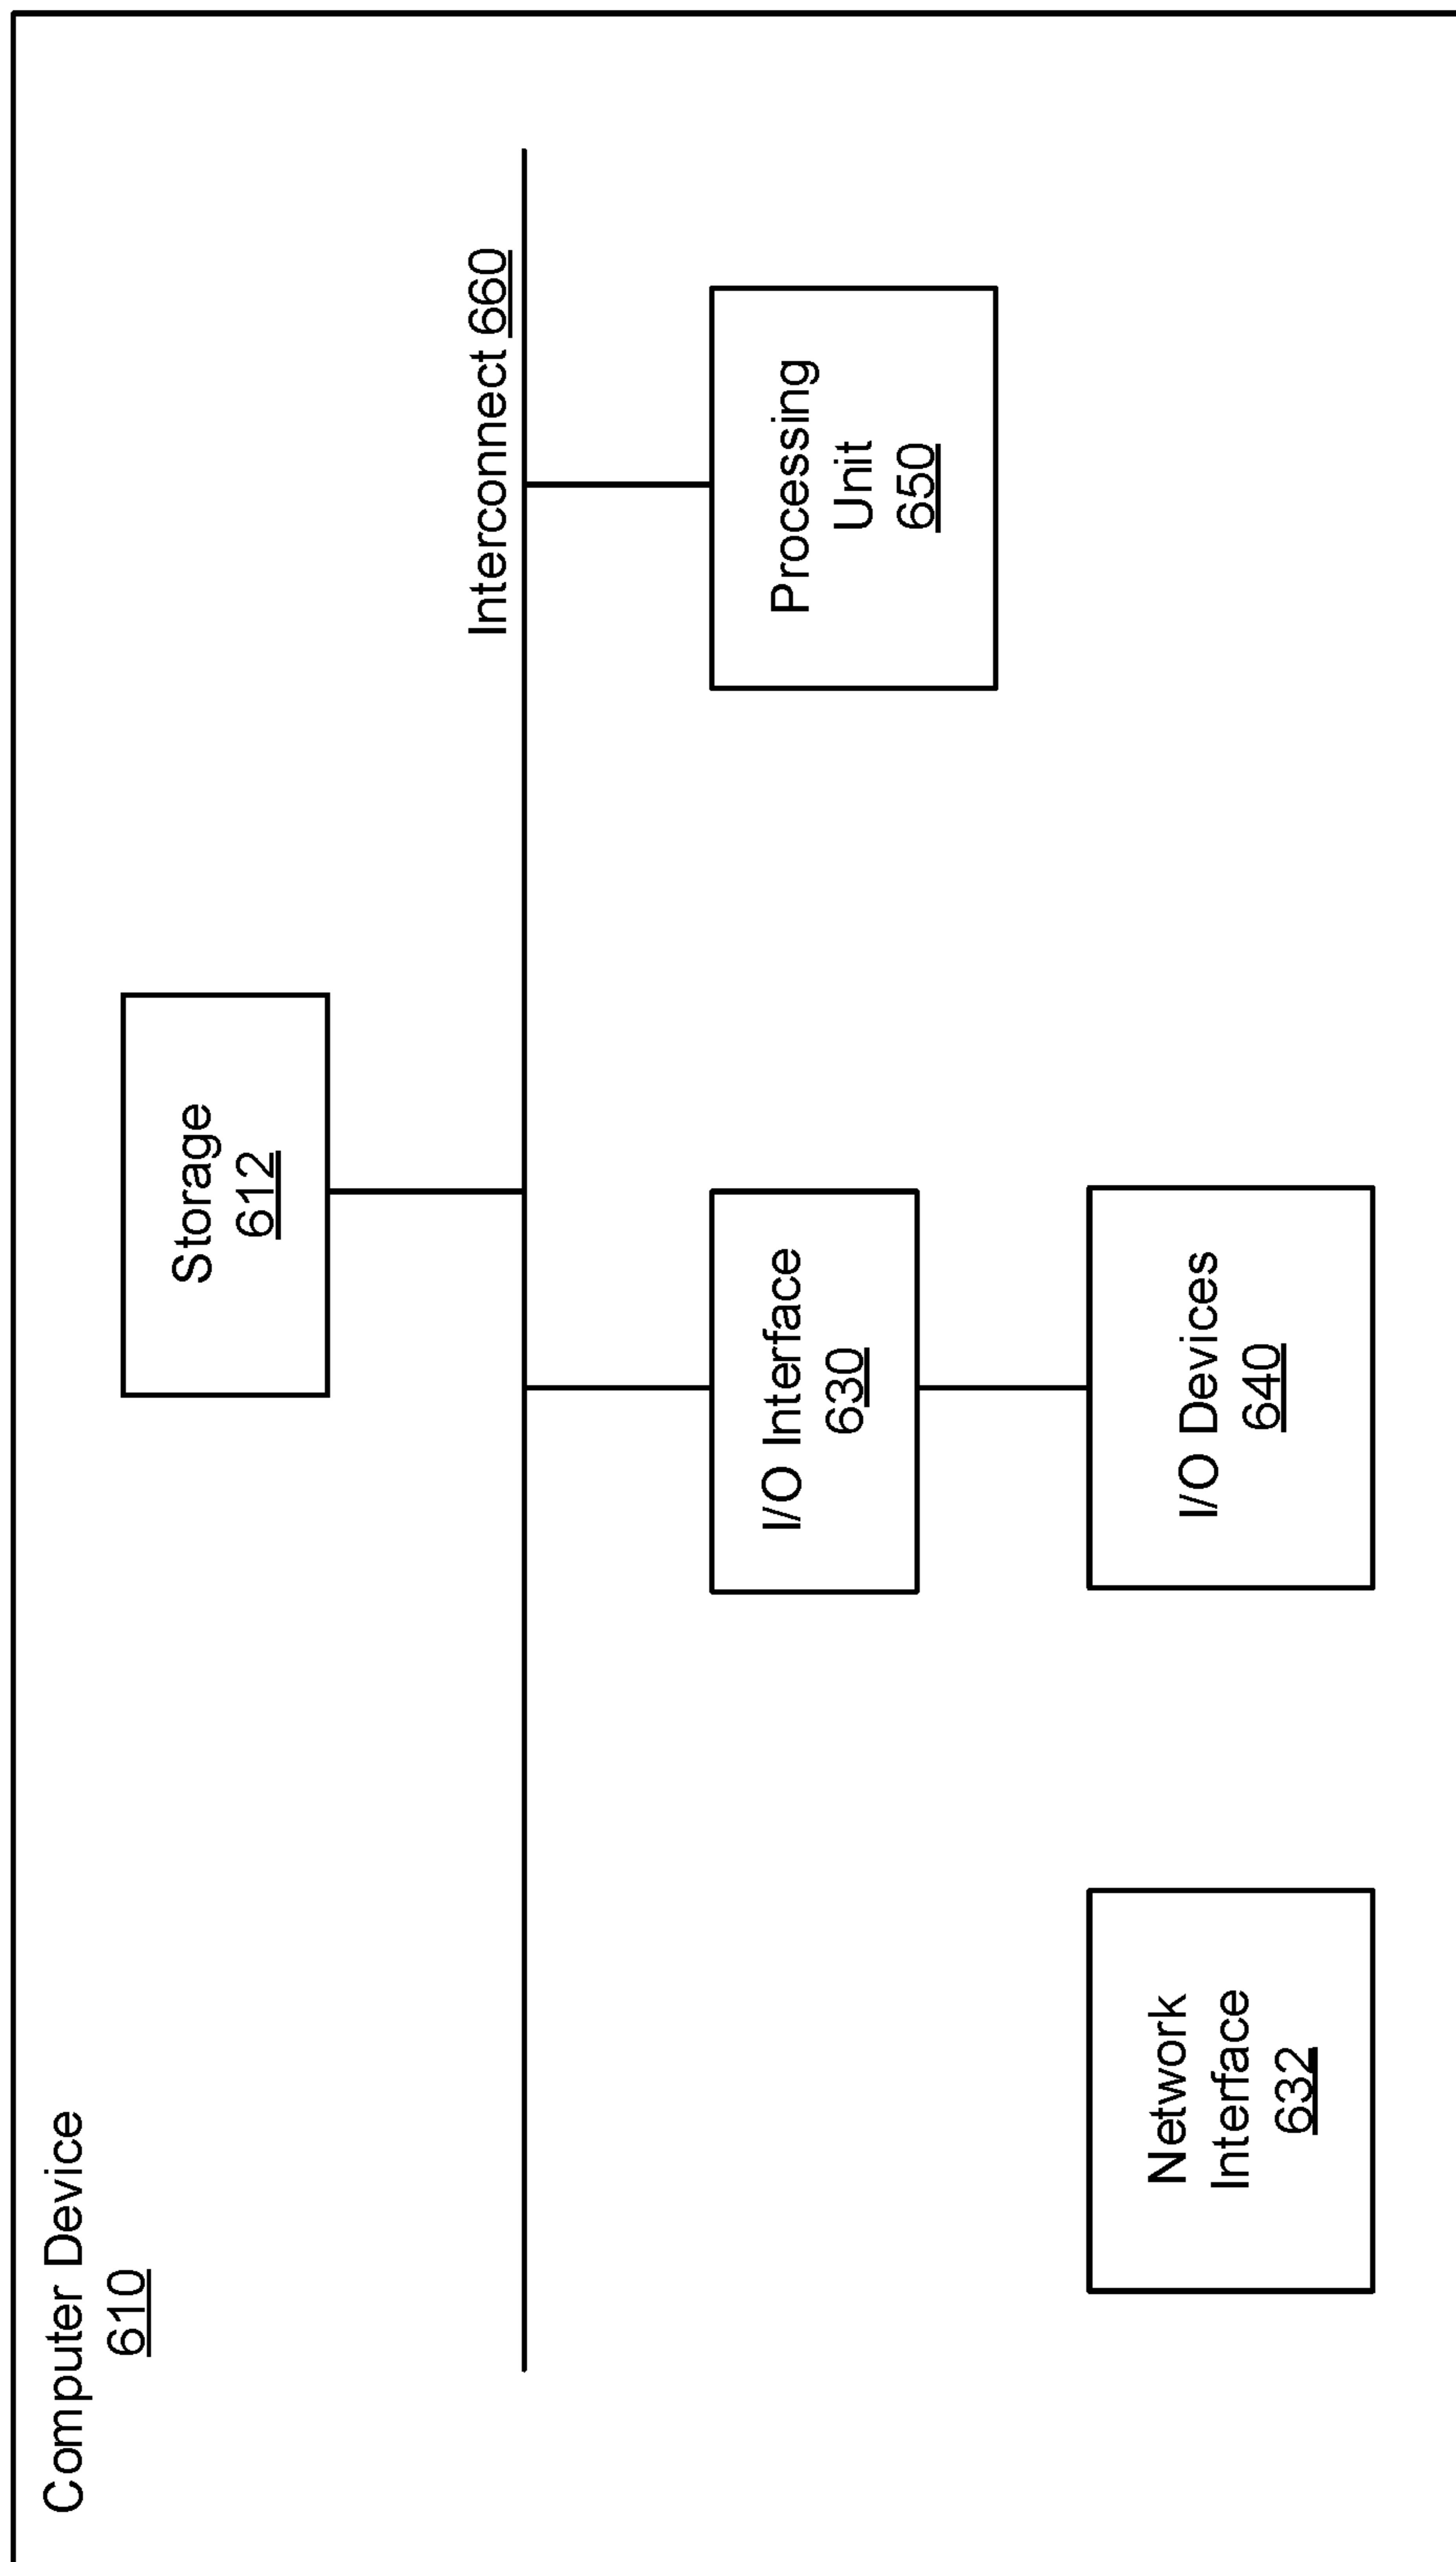 Computer Device
610
Storage
612
Interconnect 660
I/O Interface
630
Processing
Unit
650
Network
Interface
632
I/O Devices
640